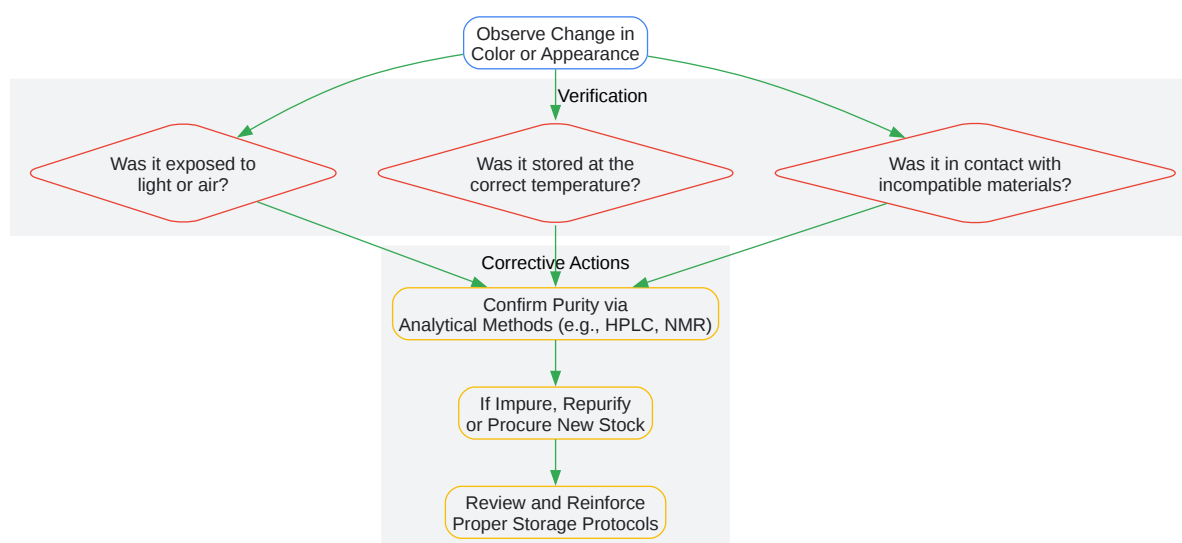 Observe Change in
Color or Appearance
Verification
Was it exposed to
light or air?
Was it stored at the
correct temperature?
Was it in contact with
incompatible materials?
Corrective Actions
Confirm Purity via
Analytical Methods (e.g., HPLC, NMR)
If Impure, Repurify
or Procure New Stock
Review and Reinforce
Proper Storage Protocols